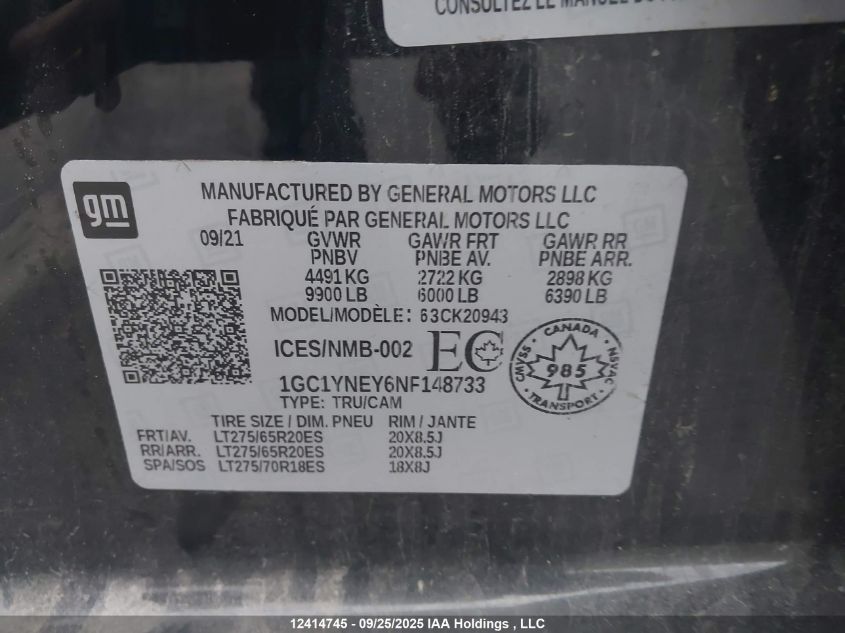 CONSULTEZ LE MANUEL DU
gm
MANUFACTURED BY GENERAL MOTORS LLC
FABRIQUÉ PAR GENERAL MOTORS LLC
09/21 GVWR GAWR FRT GAWR RR
PNBV PNBE AV. PNBE ARR.
4491 KG 2722 KG 2898 KG
9900 LB 6000 LB 6390 LB
MODEL/MODÈLE: 63CK20943
ICES/NMB-002 EC
CANADA
CMVSS 985 NSVAC
TRANSPORT
1GC1YNEY6NF148733
TYPE: TRU/CAM
TIRE SIZE / DIM. PNEU RIM / JANTE
FRT/AV. LT275/65R20ES 20X8.5J
RR/ARR. LT275/65R20ES 20X8.5J
SPA/SOS LT275/70R18ES 18X8J
12414745 - 09/25/2025 IAA Holdings , LLC